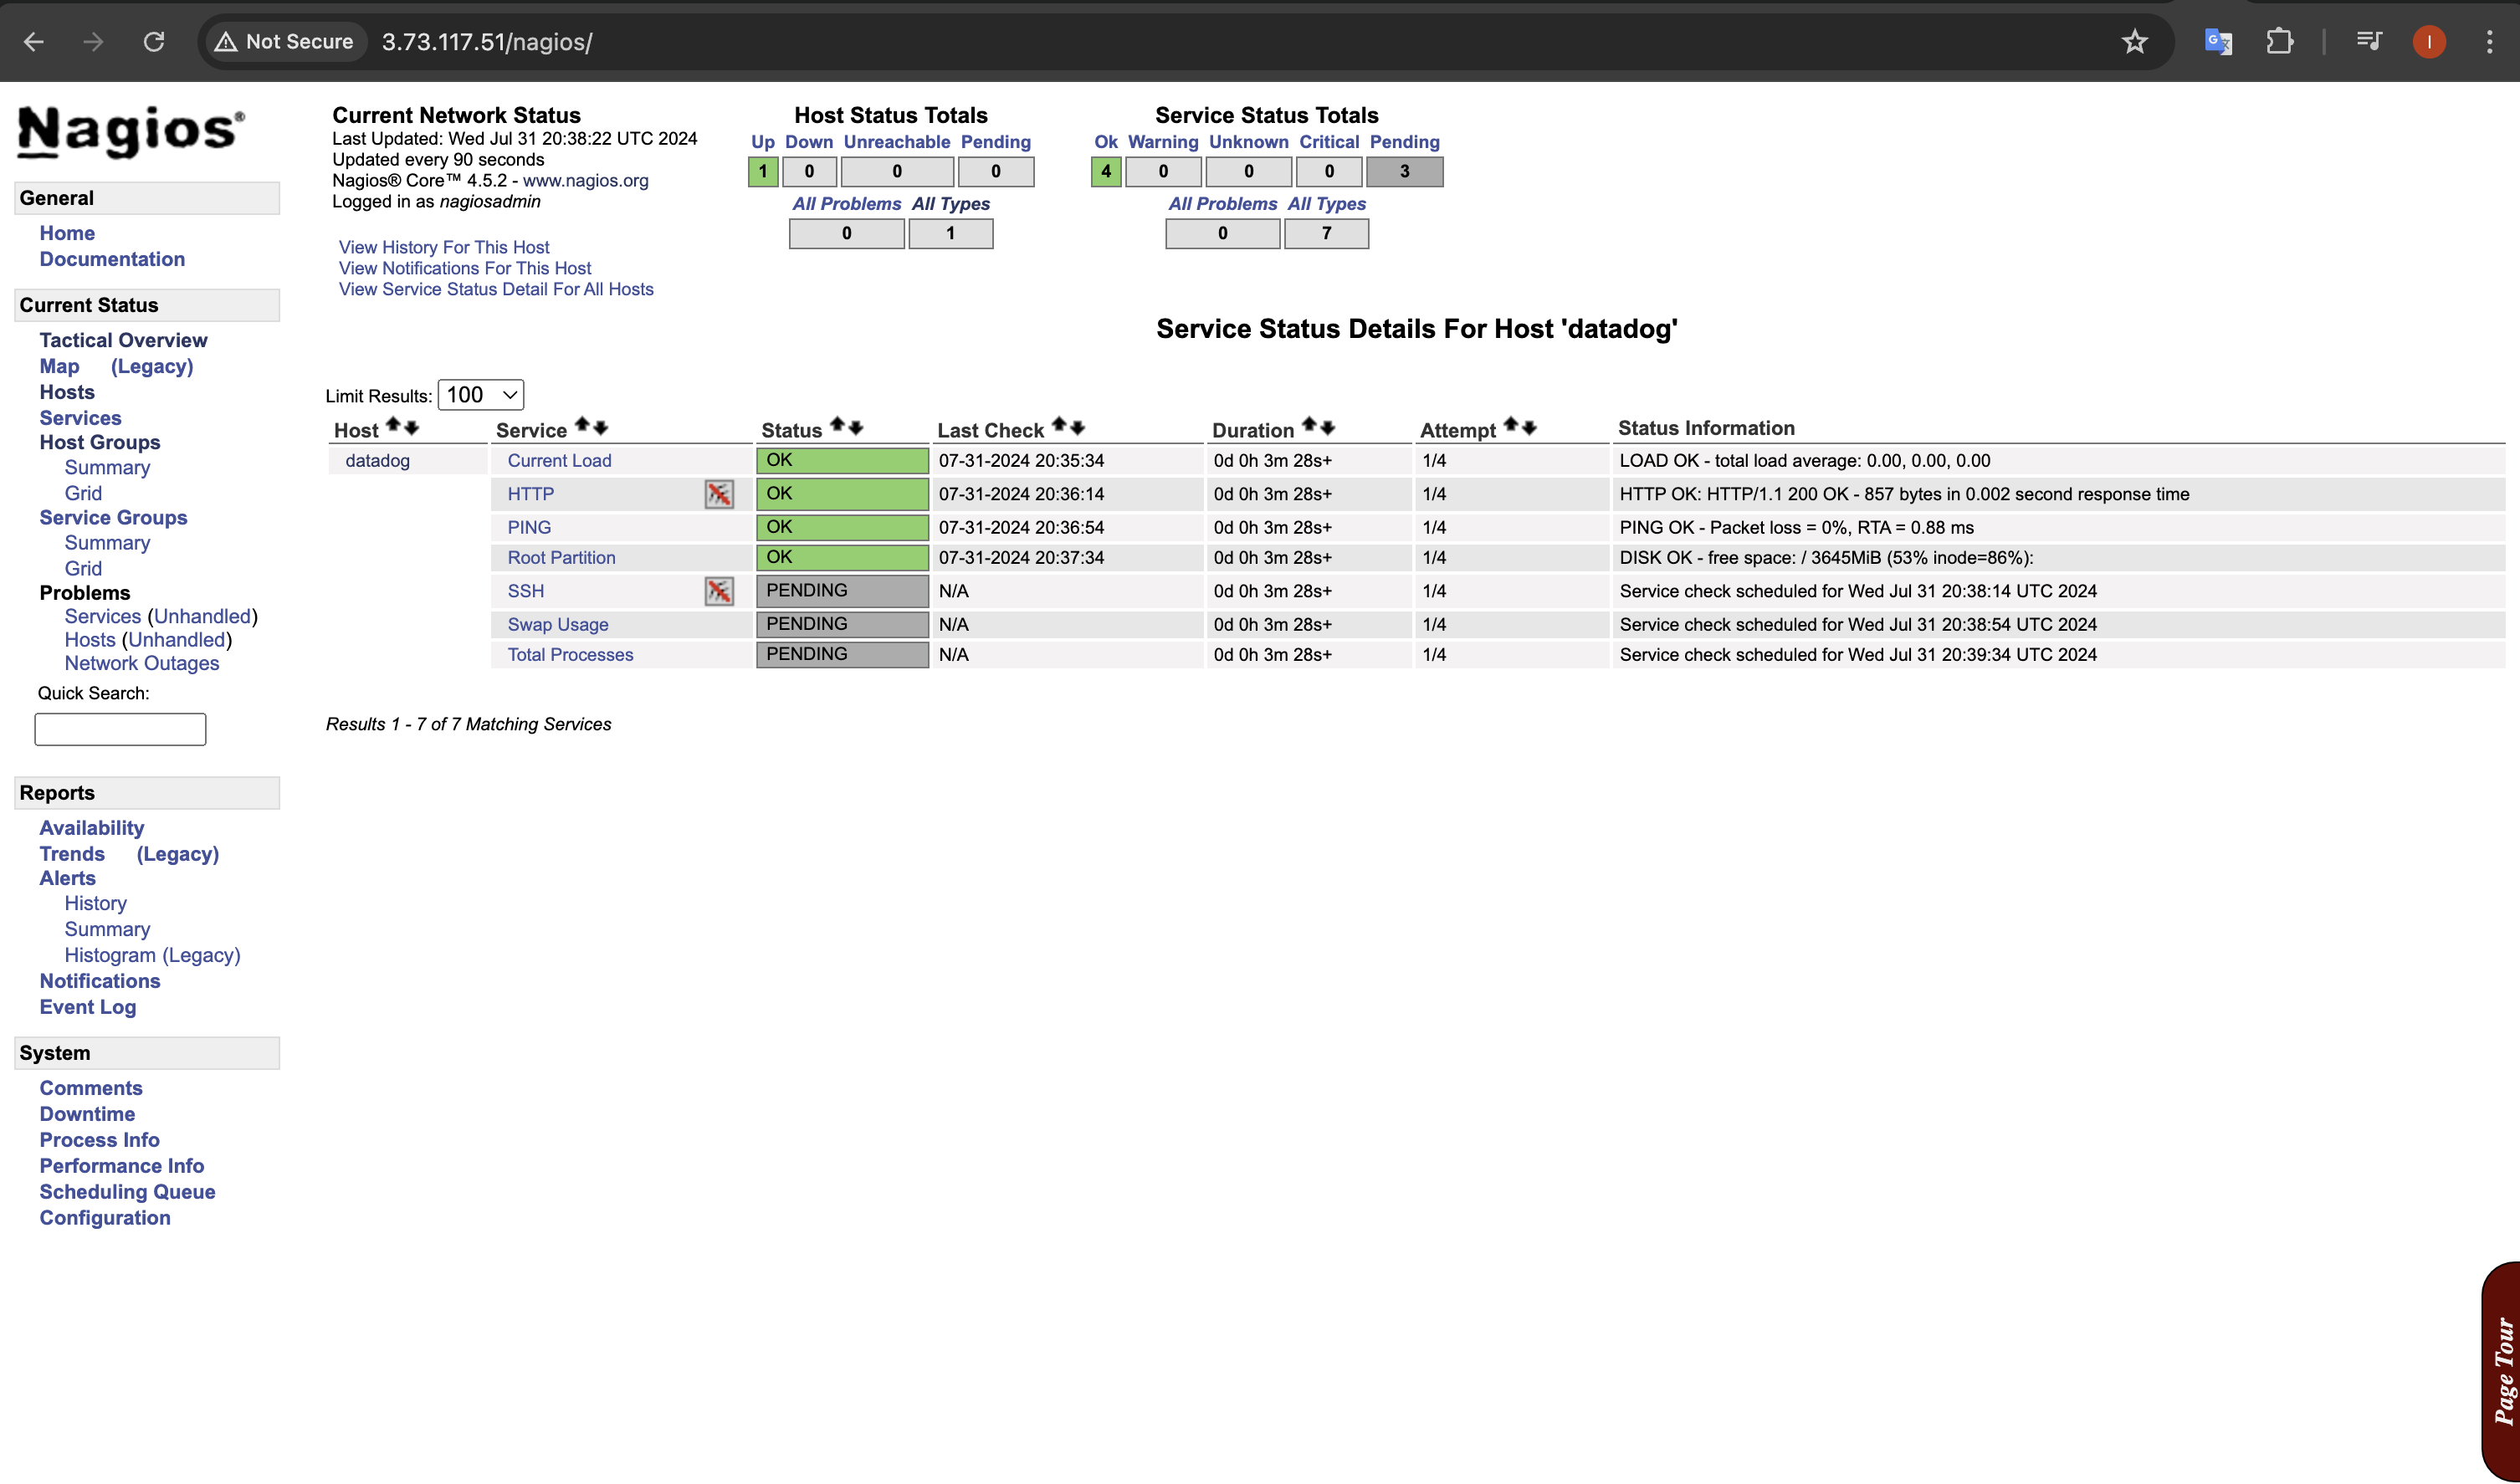 Not Secure 3.73.117.51/nagios/
I
Nagios®
General
Home
Documentation
Current Status
Tactical Overview
Map (Legacy)
Hosts
Services
Host Groups
Summary
Grid
Service Groups
Summary
Grid
Problems
Services (Unhandled)
Hosts (Unhandled)
Network Outages
Quick Search:
Reports
Availability
Trends (Legacy)
Alerts
History
Summary
Histogram (Legacy)
Notifications
Event Log
System
Comments
Downtime
Process Info
Performance Info
Scheduling Queue
Configuration
Current Network Status
Last Updated: Wed Jul 31 20:38:22 UTC 2024
Updated every 90 seconds
Nagios® Core™ 4.5.2 - www.nagios.org
Logged in as nagiosadmin
View History For This Host
View Notifications For This Host
View Service Status Detail For All Hosts
Host Status Totals
Up Down Unreachable Pending
1 0 0 0
All Problems All Types
0 1
Service Status Totals
Ok Warning Unknown Critical Pending
4 0 0 0 3
All Problems All Types
0 7
Service Status Details For Host 'datadog'
Limit Results: 100
Host Service Status Last Check Duration Attempt Status Information
datadog Current Load OK 07-31-2024 20:35:34 0d 0h 3m 28s+ 1/4 LOAD OK - total load average: 0.00, 0.00, 0.00
HTTP OK 07-31-2024 20:36:14 0d 0h 3m 28s+ 1/4 HTTP OK: HTTP/1.1 200 OK - 857 bytes in 0.002 second response time
PING OK 07-31-2024 20:36:54 0d 0h 3m 28s+ 1/4 PING OK - Packet loss = 0%, RTA = 0.88 ms
Root Partition OK 07-31-2024 20:37:34 0d 0h 3m 28s+ 1/4 DISK OK - free space: / 3645MiB (53% inode=86%):
SSH PENDING N/A 0d 0h 3m 28s+ 1/4 Service check scheduled for Wed Jul 31 20:38:14 UTC 2024
Swap Usage PENDING N/A 0d 0h 3m 28s+ 1/4 Service check scheduled for Wed Jul 31 20:38:54 UTC 2024
Total Processes PENDING N/A 0d 0h 3m 28s+ 1/4 Service check scheduled for Wed Jul 31 20:39:34 UTC 2024
Results 1 - 7 of 7 Matching Services
Page Tour